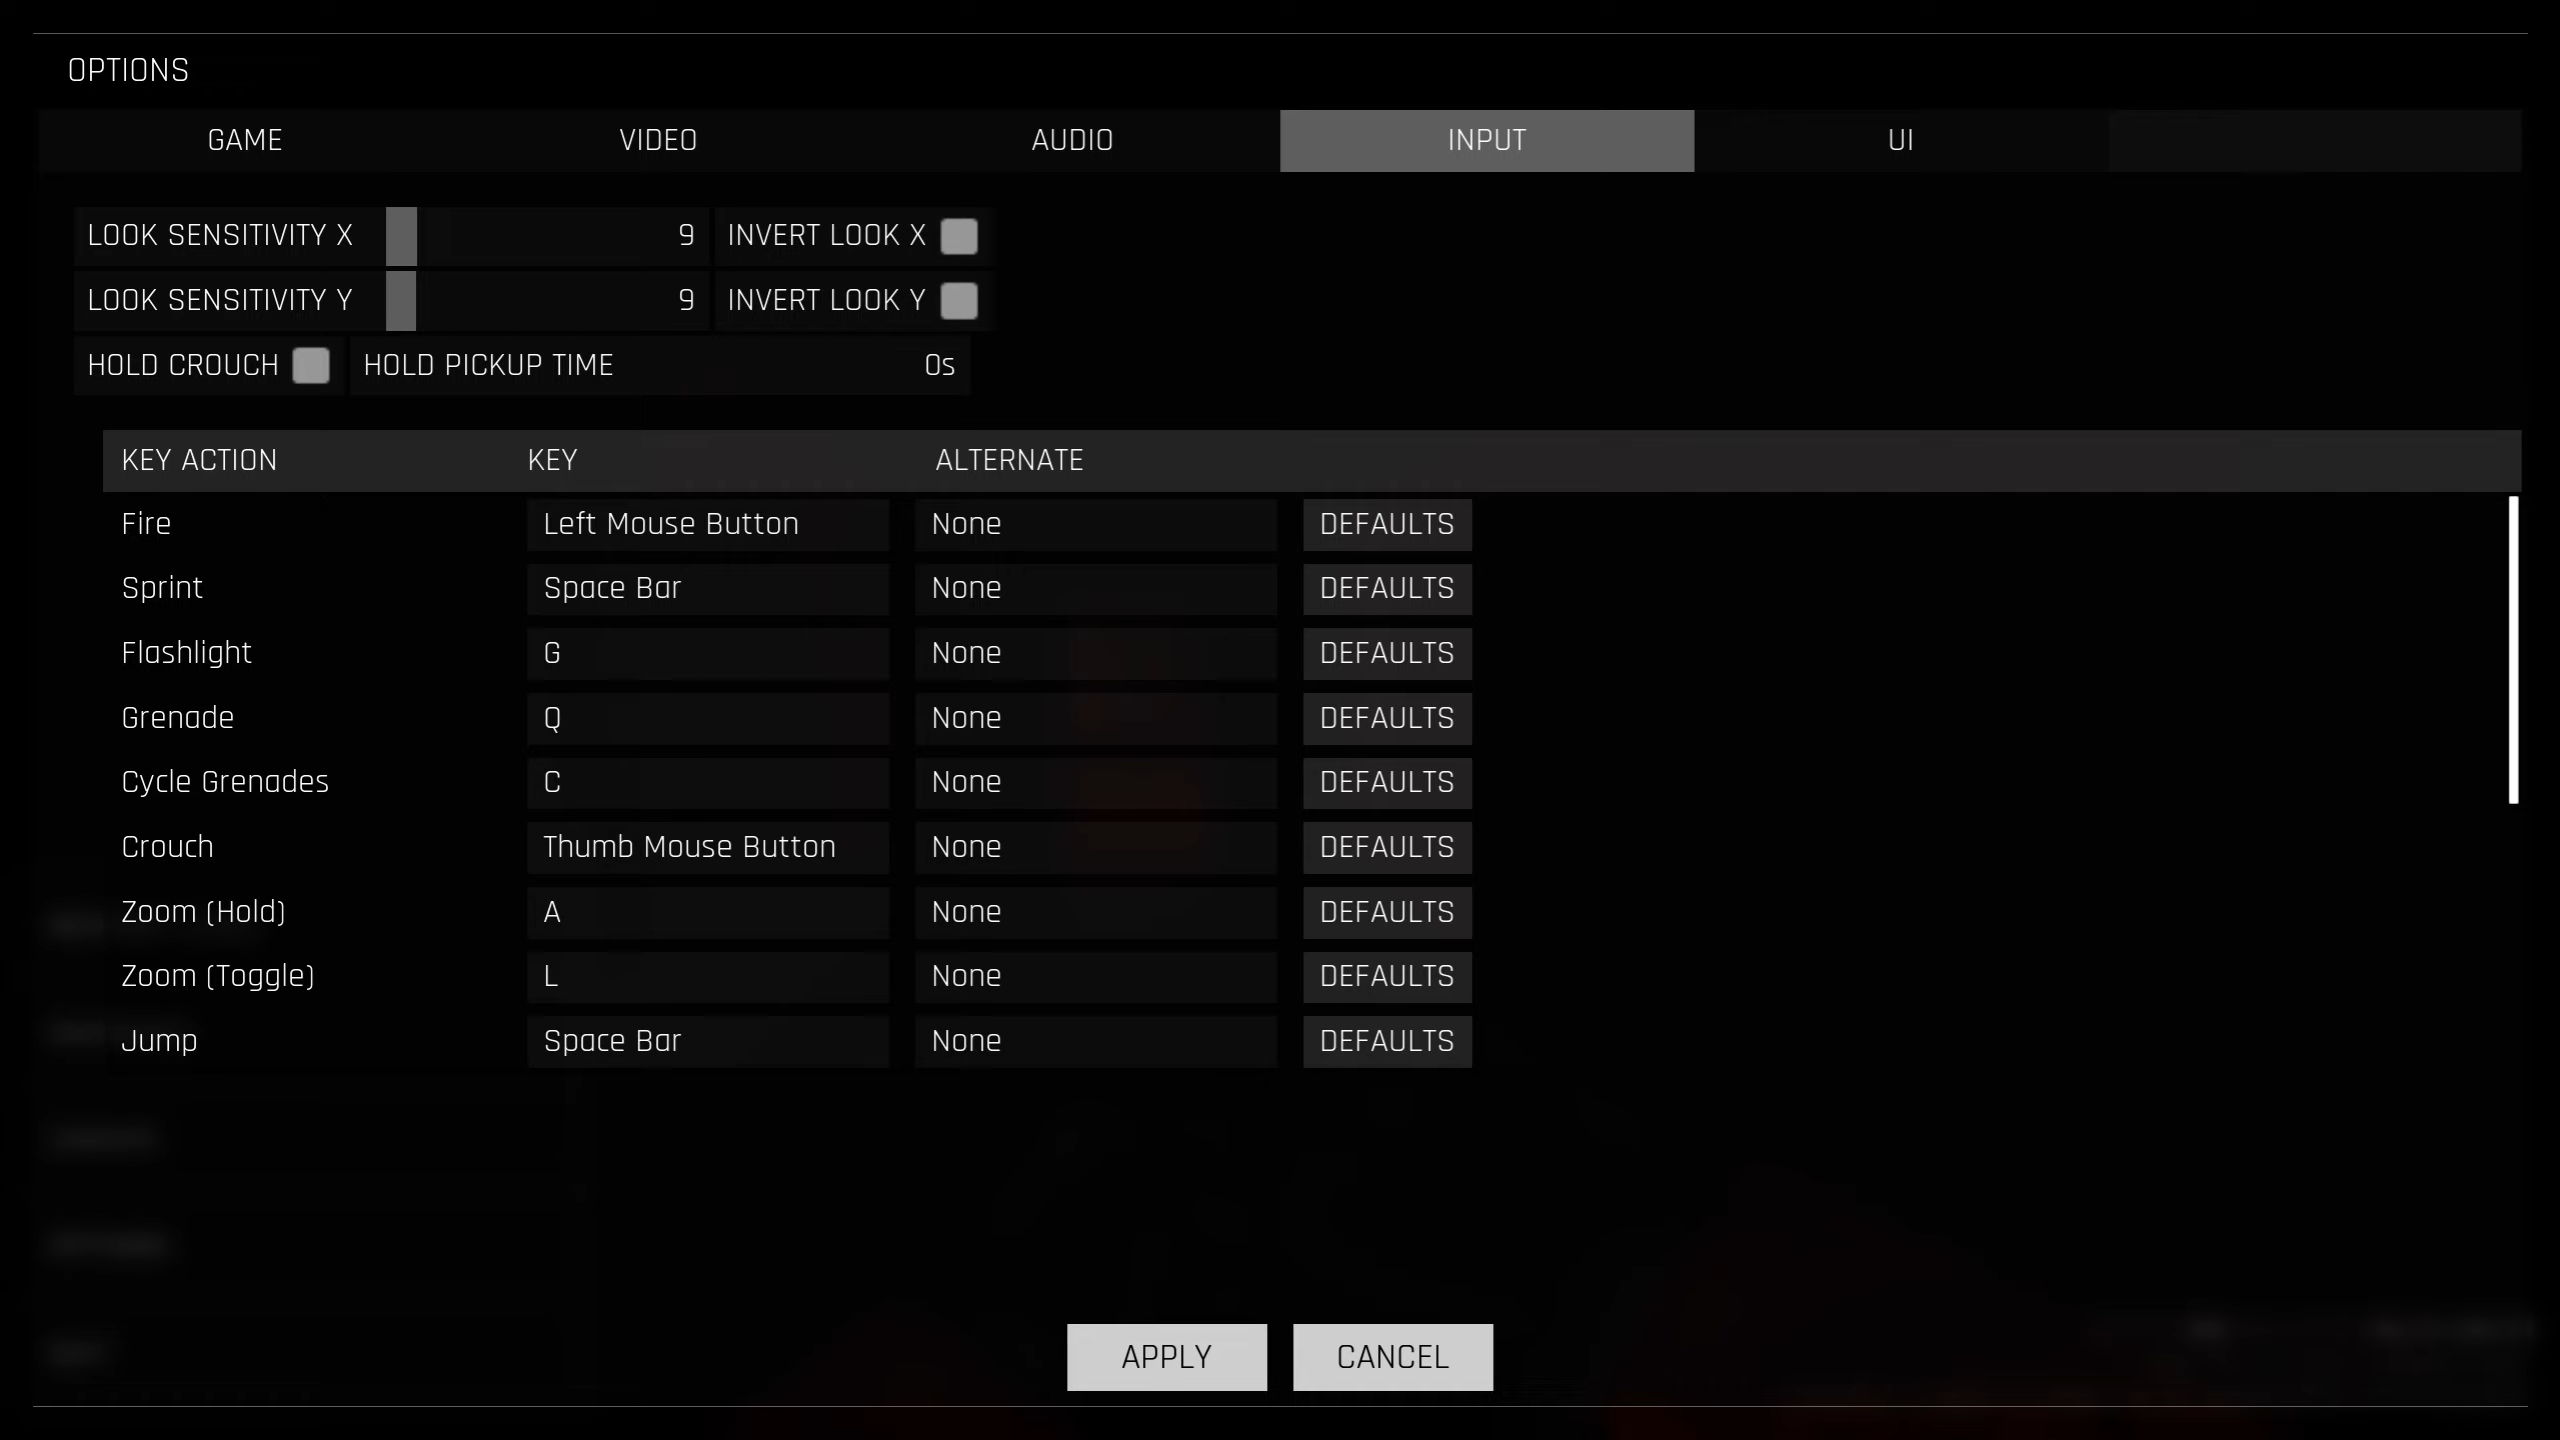 OPTIONS
GAME VIDEO AUDIO INPUT UI
LOOK SENSITIVITY X 9 INVERT LOOK X
LOOK SENSITIVITY Y 9 INVERT LOOK Y
HOLD CROUCH HOLD PICKUP TIME 0s
KEY ACTION KEY ALTERNATE
Fire Left Mouse Button None DEFAULTS
Sprint Space Bar None DEFAULTS
Flashlight G None DEFAULTS
Grenade Q None DEFAULTS
Cycle Grenades C None DEFAULTS
Crouch Thumb Mouse Button None DEFAULTS
Zoom (Hold) A None DEFAULTS
Zoom (Toggle) L None DEFAULTS
Jump Space Bar None DEFAULTS
APPLY CANCEL